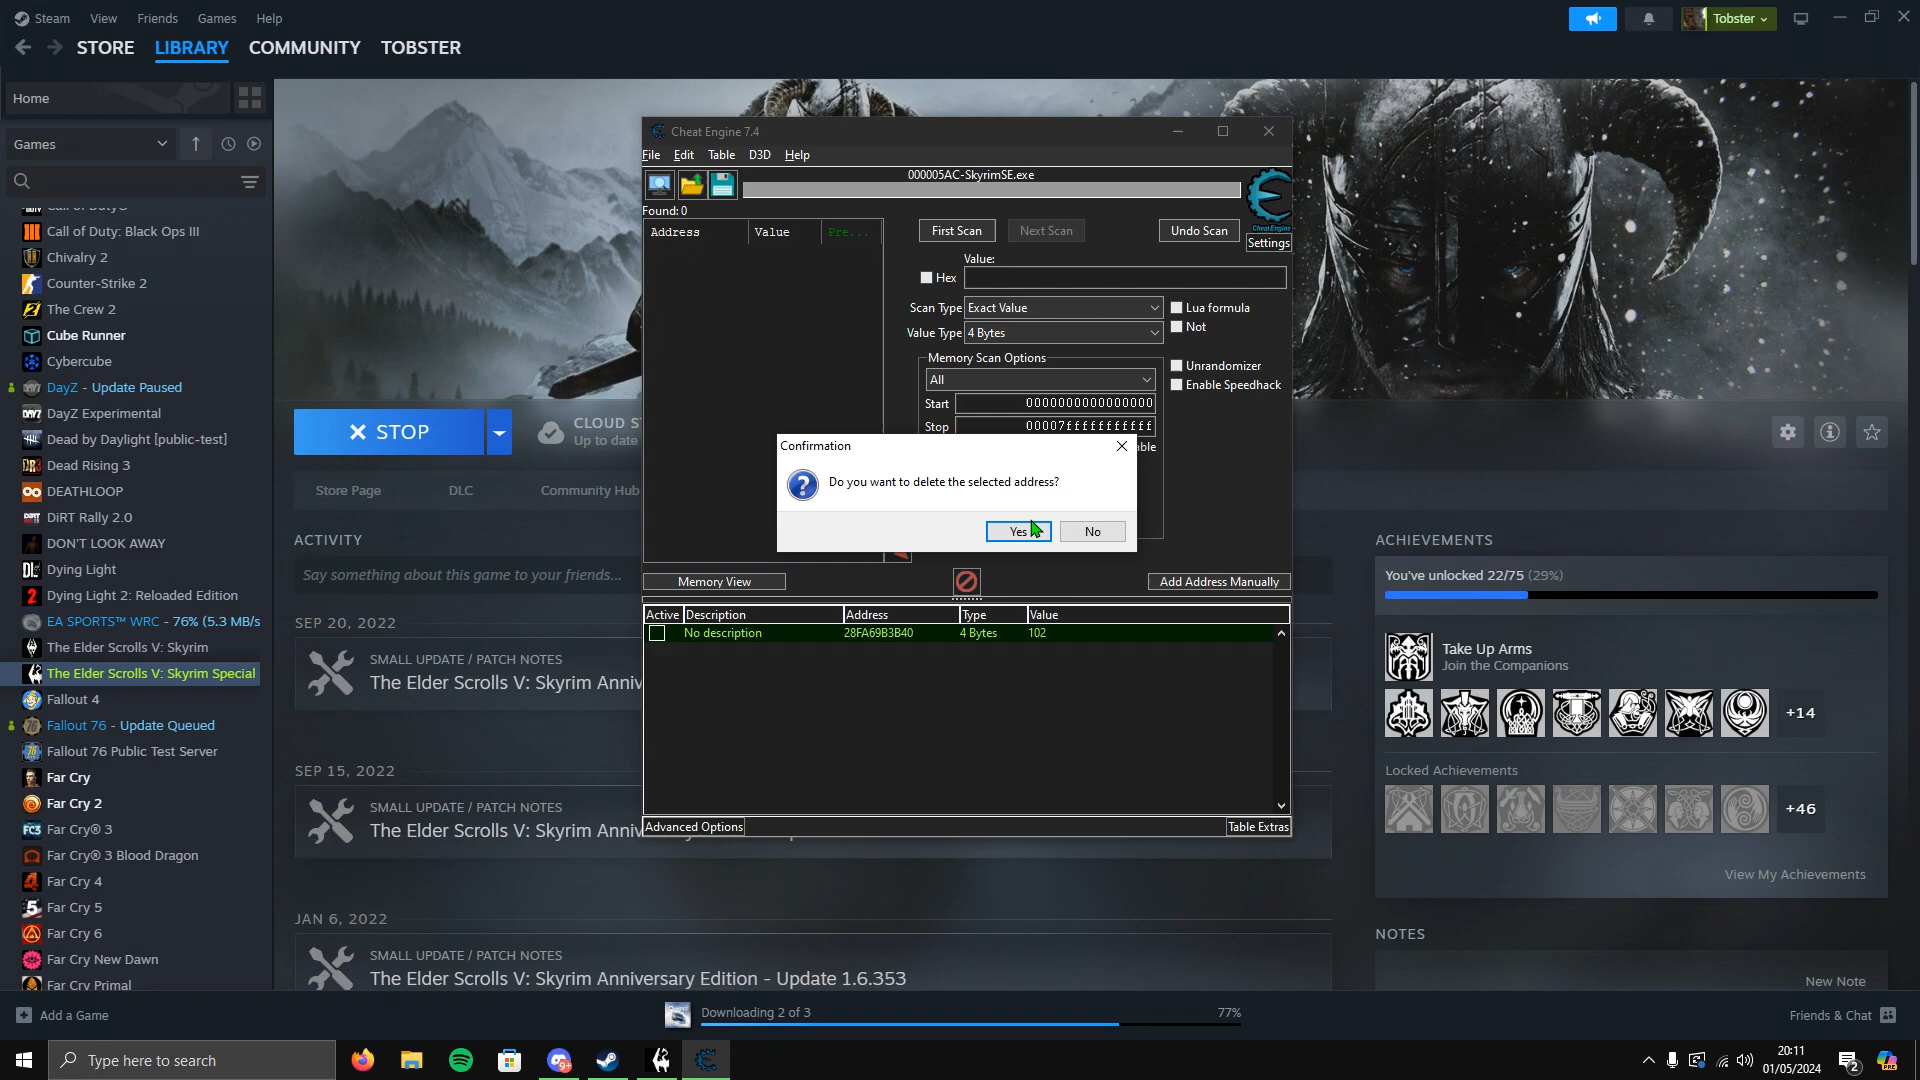 Steam View Friends Games Help
Tobster
STORE LIBRARY COMMUNITY TOBSTER
Home
Games
Call of Duty: Black Ops III
Chivalry 2
Counter-Strike 2
The Crew 2
Cube Runner
Cybercube
DayZ - Update Paused
DayZ Experimental
Dead by Daylight [public-test]
Dead Rising 3
DEATHLOOP
DiRT Rally 2.0
DON'T LOOK AWAY
Dying Light
Dying Light 2: Reloaded Edition
EA SPORTS™ WRC - 76% (5.3 MB/s
The Elder Scrolls V: Skyrim
The Elder Scrolls V: Skyrim Special
Fallout 4
Fallout 76 - Update Queued
Fallout 76 Public Test Server
Far Cry
Far Cry 2
Far Cry® 3
Far Cry® 3 Blood Dragon
Far Cry 4
Far Cry 5
Far Cry 6
Far Cry New Dawn
Far Cry Primal
Add a Game
STOP
CLOUD S
Up to date
Store Page DLC Community Hub
ACTIVITY
Say something about this game to your friends...
SEP 20, 2022
SMALL UPDATE / PATCH NOTES
The Elder Scrolls V: Skyrim Anniv
SEP 15, 2022
SMALL UPDATE / PATCH NOTES
The Elder Scrolls V: Skyrim Anniv
JAN 6, 2022
SMALL UPDATE / PATCH NOTES
The Elder Scrolls V: Skyrim Anniversary Edition - Update 1.6.353
Cheat Engine 7.4
File Edit Table D3D Help
000005AC-SkyrimSE.exe
Found: 0
Address Value Pre...
First Scan Next Scan Undo Scan
Cheat Engine
Settings
Value:
Hex
Scan Type Exact Value
Lua formula
Value Type 4 Bytes
Not
Memory Scan Options
All
Unrandomizer
Enable Speedhack
Start 0000000000000000
Stop 00007fffffffffff
able
Confirmation
Do you want to delete the selected address?
Yes No
Memory View
Add Address Manually
Active Description Address Type Value
No description 28FA69B3B40 4 Bytes 102
Advanced Options
Table Extras
ACHIEVEMENTS
You've unlocked 22/75 (29%)
Take Up Arms
Join the Companions
+14
Locked Achievements
+46
View My Achievements
NOTES
New Note
Downloading 2 of 3
77%
Friends & Chat
Type here to search
20:11
01/05/2024
2